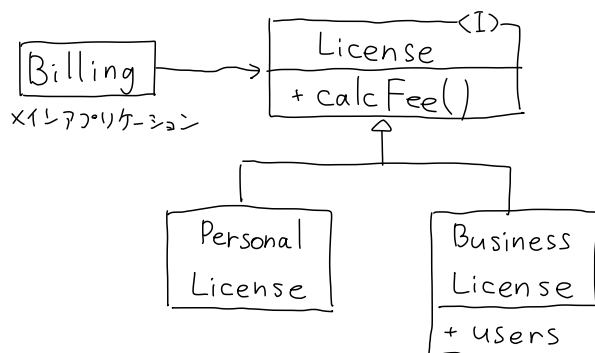 <I>
License
Billing
+ calcFee()
メインアプリケーション
Personal
License
Business
License
+ users